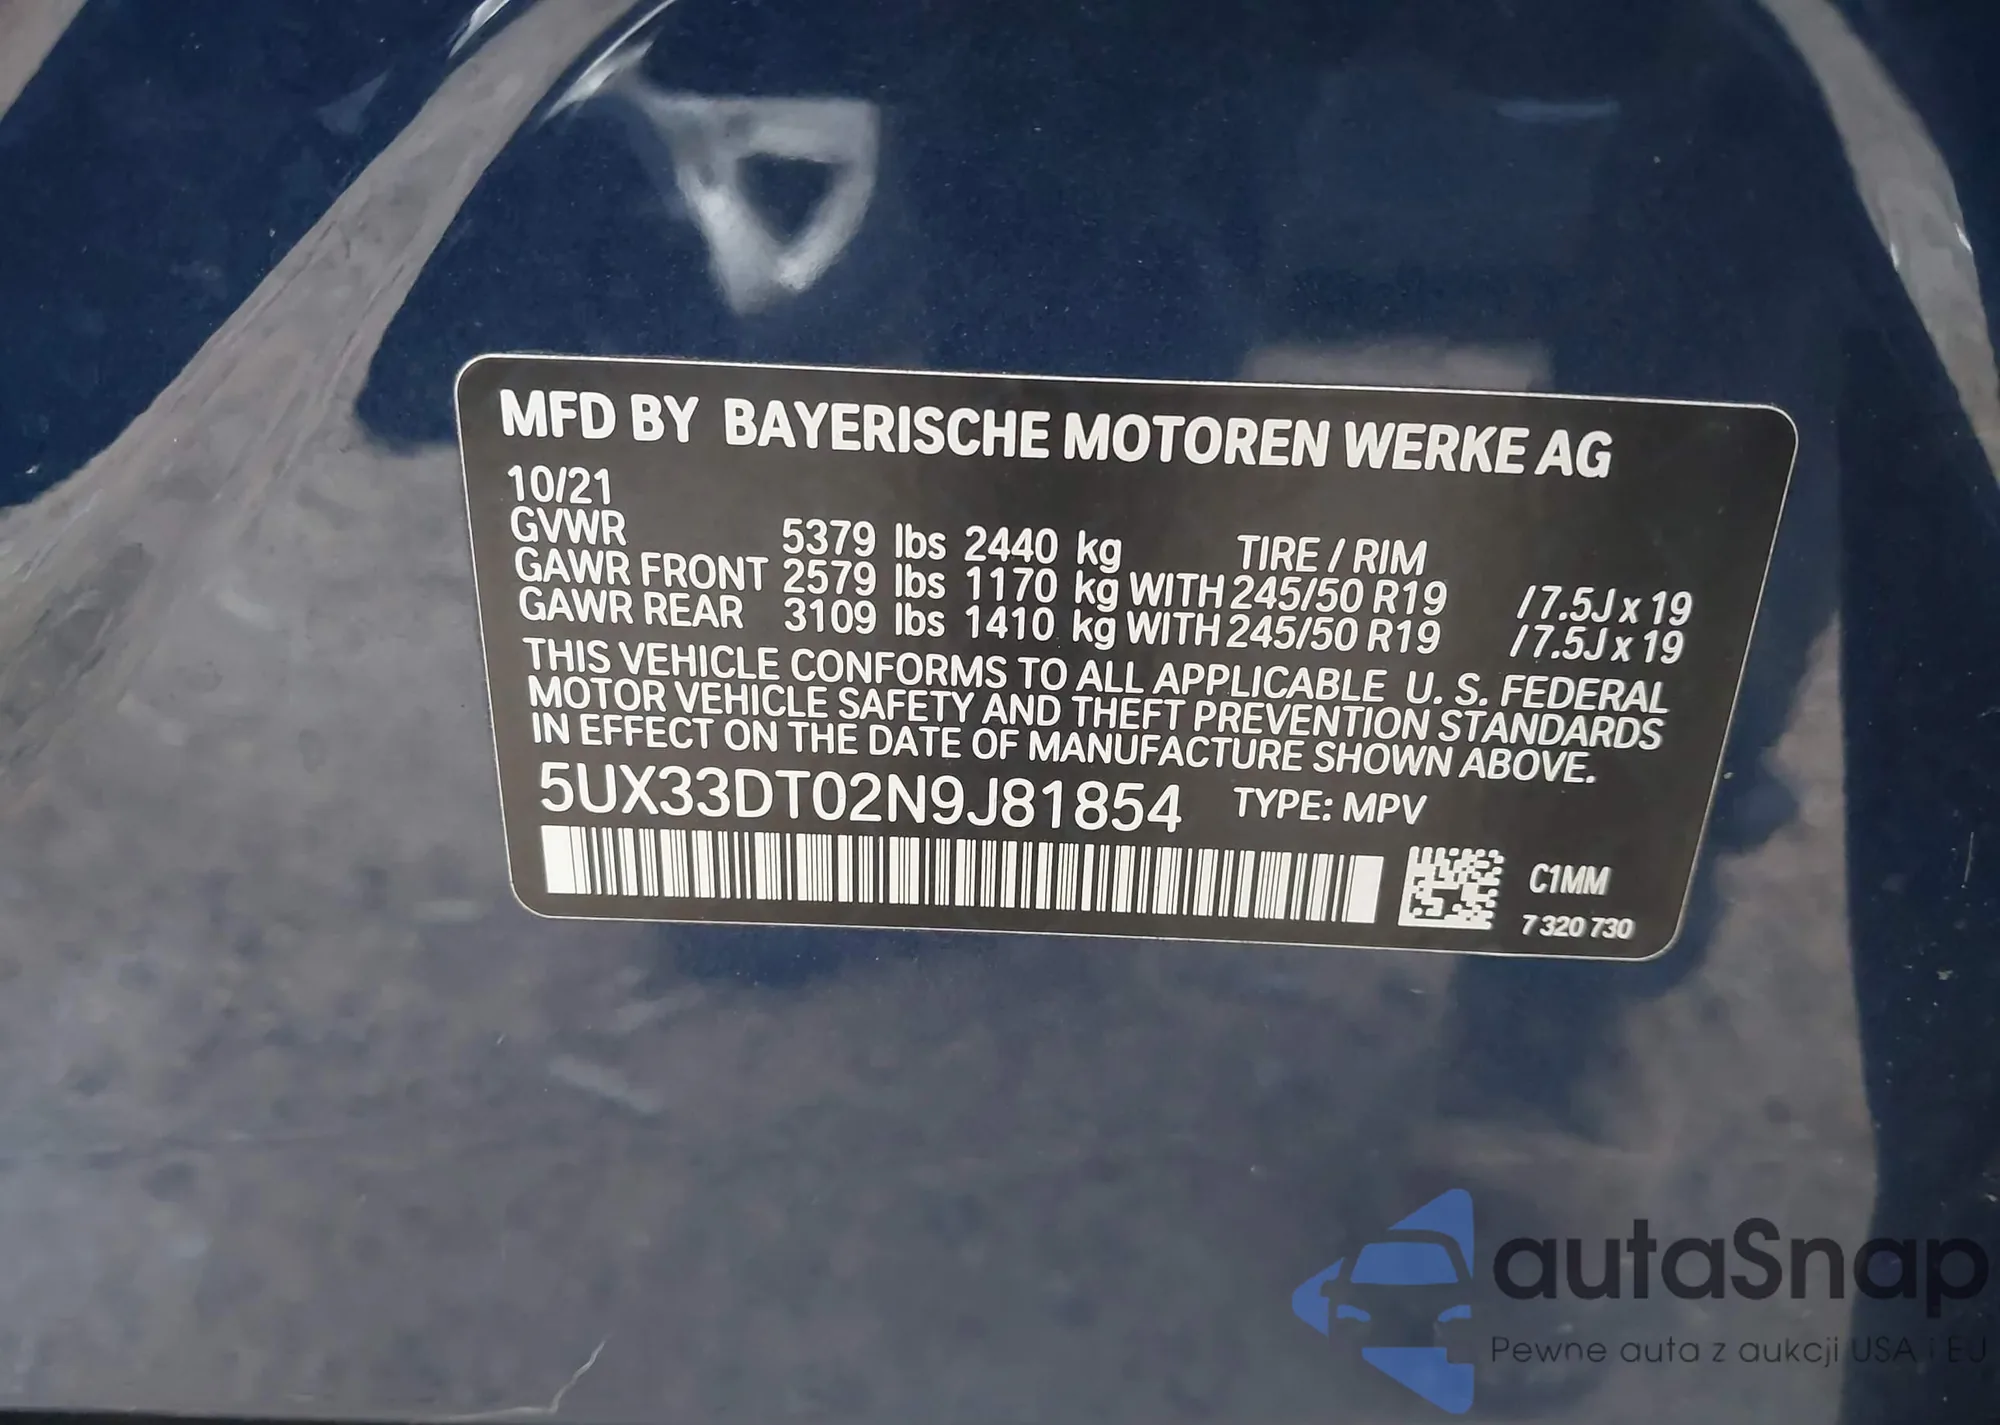 MFD BY BAYERISCHE MOTOREN WERKE AG
10/21
GVWR 5379 lbs 2440 kg TIRE / RIM
GAWR FRONT 2579 lbs 1170 kg WITH 245/50 R19 /7.5J x 19
GAWR REAR 3109 lbs 1410 kg WITH 245/50 R19 /7.5J x 19
THIS VEHICLE CONFORMS TO ALL APPLICABLE U. S. FEDERAL
MOTOR VEHICLE SAFETY AND THEFT PREVENTION STANDARDS
IN EFFECT ON THE DATE OF MANUFACTURE SHOWN ABOVE.
5UX33DT02N9J81854 TYPE: MPV
C1MM
7 320 730
autaSnap
Pewne auta z aukcji USA i EU